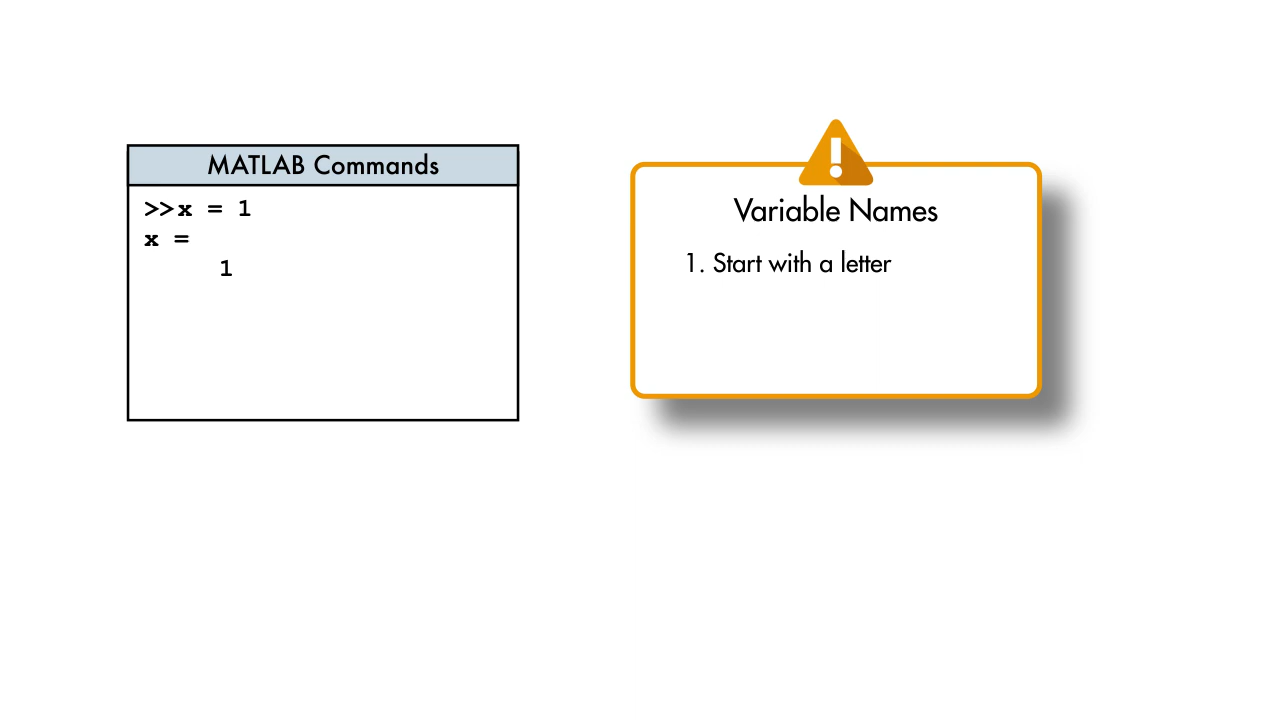 MATLAB Commands
>>x = 1
x =
1
Variable Names
1. Start with a letter